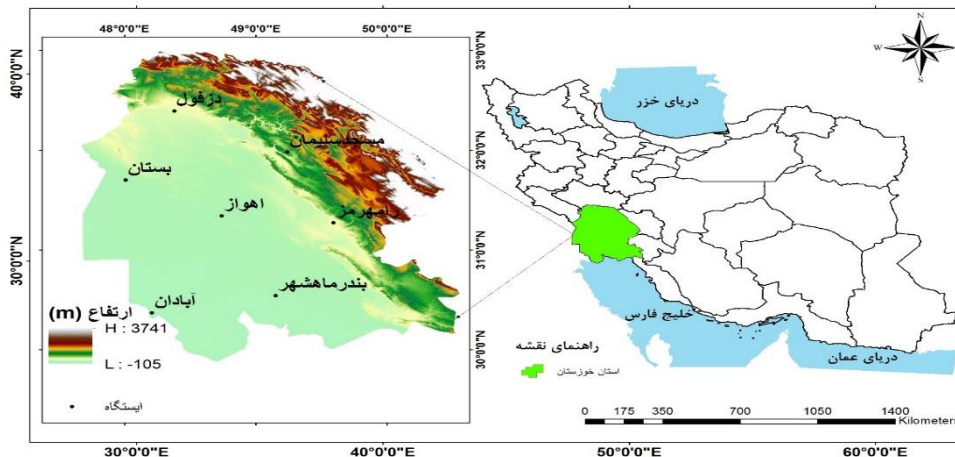 48°0'0"E
49°0'0"E
50°0'0"E
N
W
E
S
40°0'0"N
30°0'0"N
33°0'0"N
32°0'0"N
31°0'0"N
30°0'0"N
دزفول
مسجدسلیمان
بستان
اهواز
رامهرمز
بندرماهشهر
آبادان
ارتفاع (m)
H : 3741
L : -105
ایستگاه
دریای خزر
خلیج فارس
دریای عمان
راهنمای نقشه
استان خوزستان
0 175 350 700 1050 1400
Kilometers
30°0'0"E
40°0'0"E
50°0'0"E
60°0'0"E